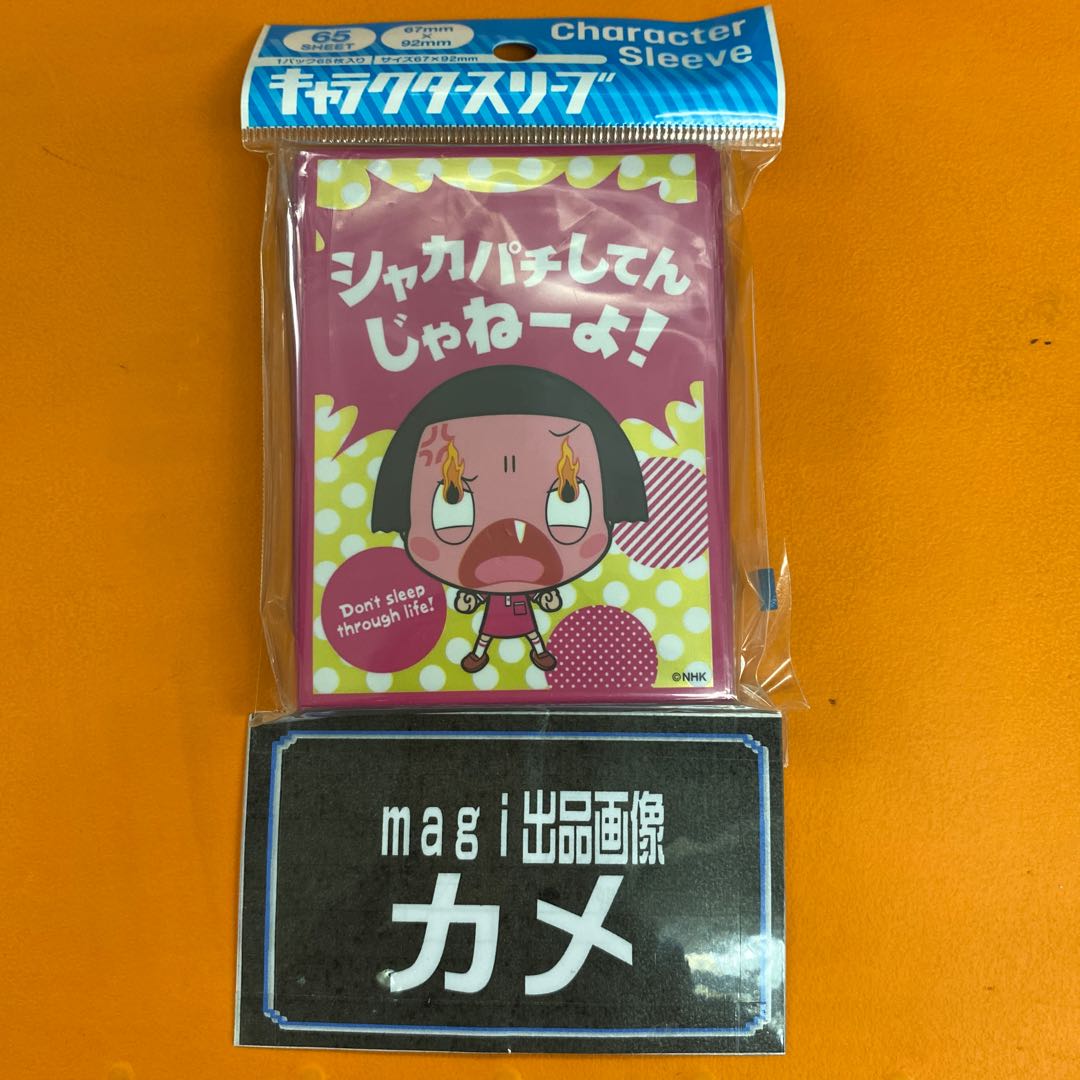 65
SHEET
67mm
×
92mm
Character
Sleeve
1パック65枚入り
サイズ67×92mm
キャラクタースリーブ
シャカパチしてん
じゃねーよ!
Don't sleep
through life!
©NHK
magi出品画像
カメ